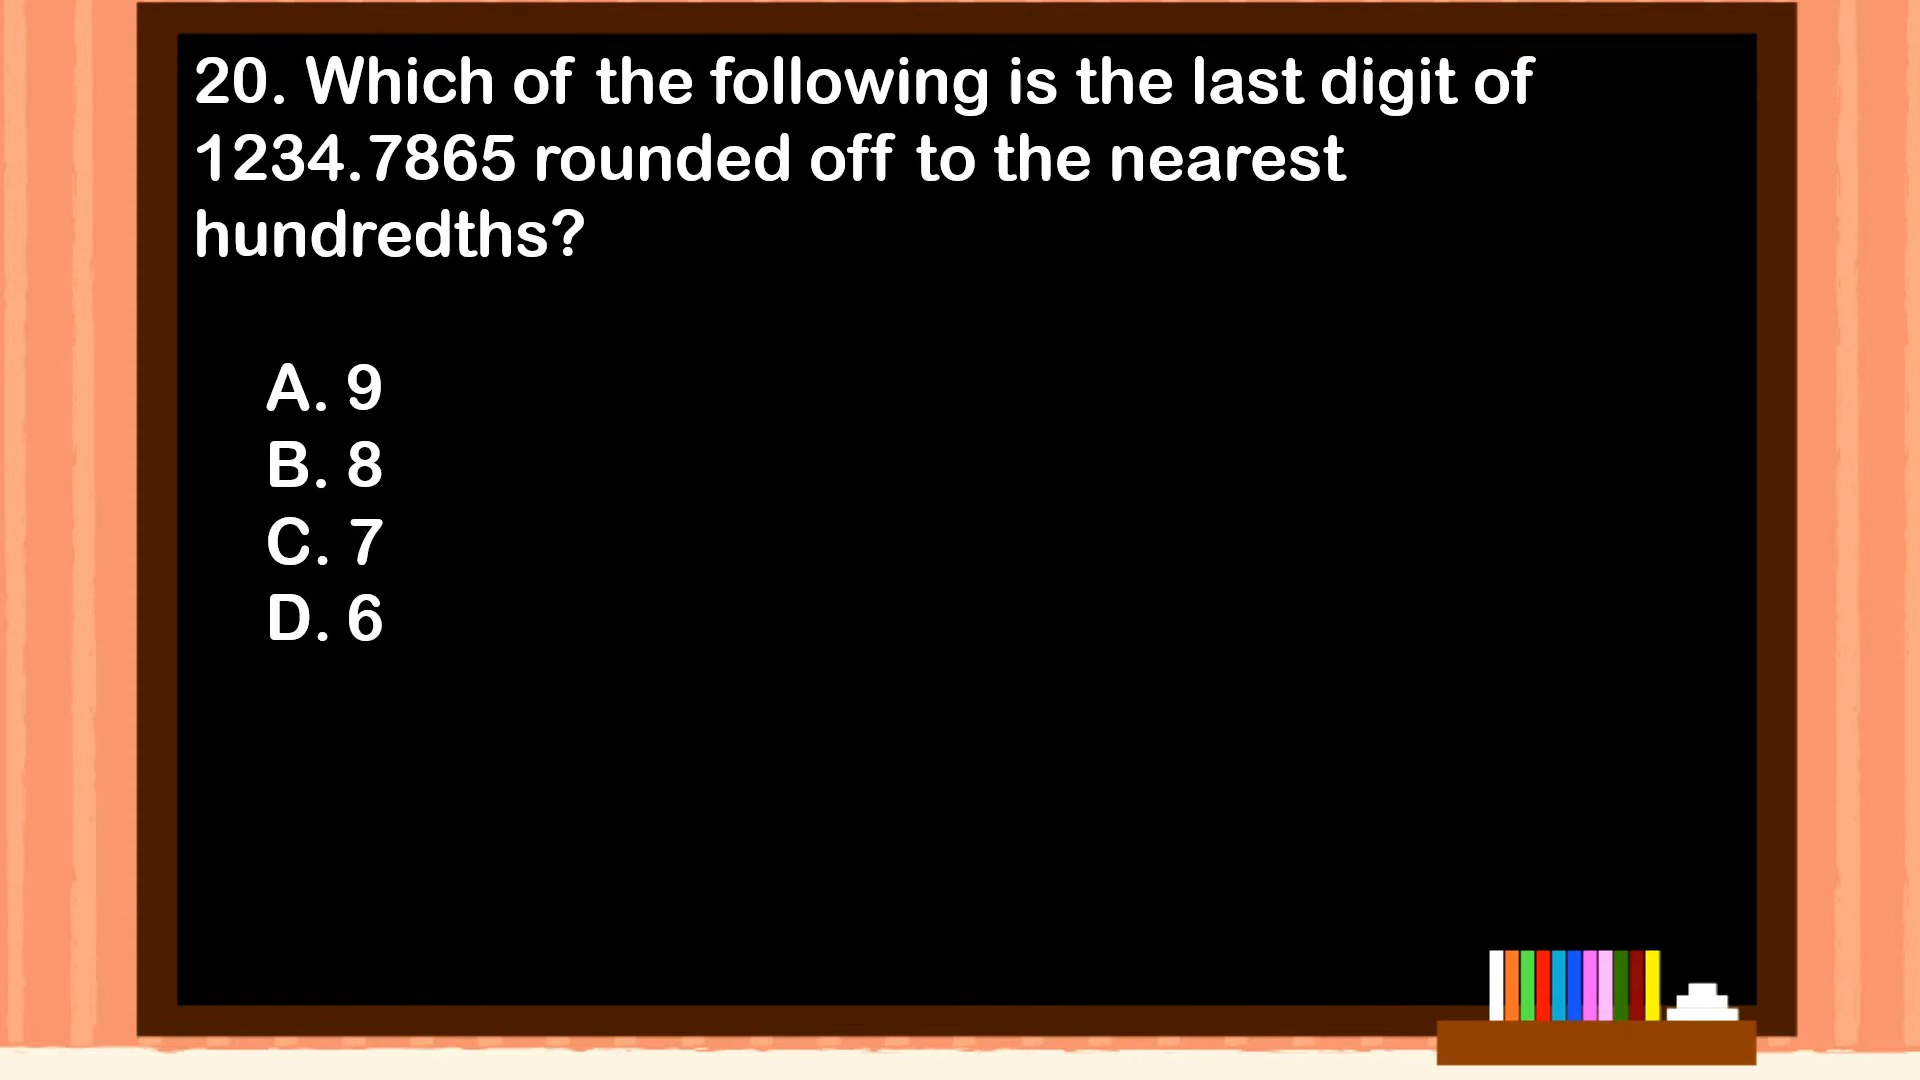 20. Which of the following is the last digit of
1234.7865 rounded off to the nearest
hundredths?
A. 9
B. 8
C. 7
D. 6